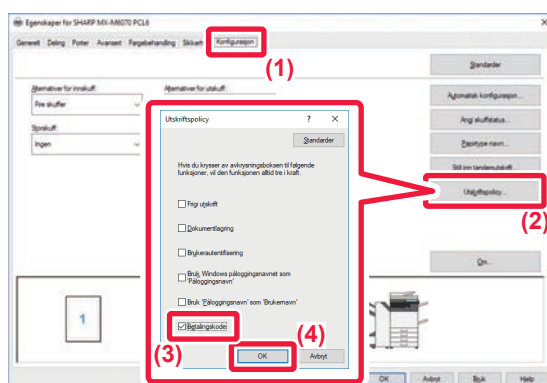 Egenskaper for SHARP MX-M6070 PCL6
Generelt Deling Porter Avansert Fargebehandling Sikkerh Konfigurasjon
(1)
Standarder
Alternativer for innskuff:
Alternativer for utskuff:
Fire skuffer
Automatisk konfigurasjon...
Storskuff:
Angi skuffstatus...
Ingen
Papirtype navn...
Still inn tandemutskrift
Utskriftspolicy...
(2)
Om...
Utskriftspolicy ? ×
Standarder
Hvis du krysser av avkrysningsboksen til følgende
funksjoner, vil den funksjonen alltid tre i kraft.
Frigi utskrift
Dokumentlagring
Brukerautentifisering
Bruk Windows påloggingsnavnet som
'Påloggingsnavn'
Bruk 'Påloggingsnavn' som 'Brukernavn'
Betalingskode
(3)
(4)
OK Avbryt
1
OK Avbryt Bruk Hjelp